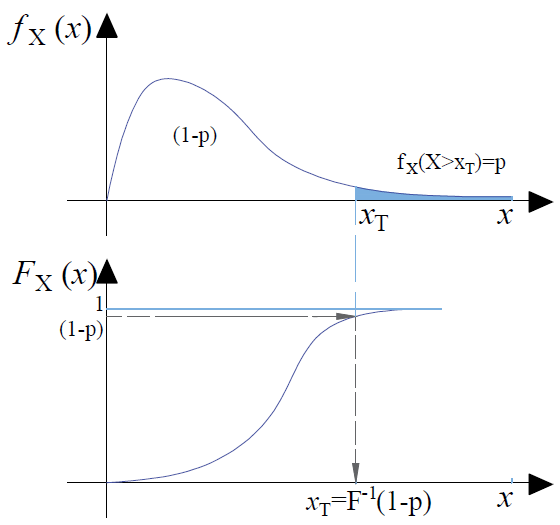 fX (x)
(1-p)
fX(X>xT)=p
xT
x
FX (x)
1
(1-p)
xT=F-1(1-p)
x